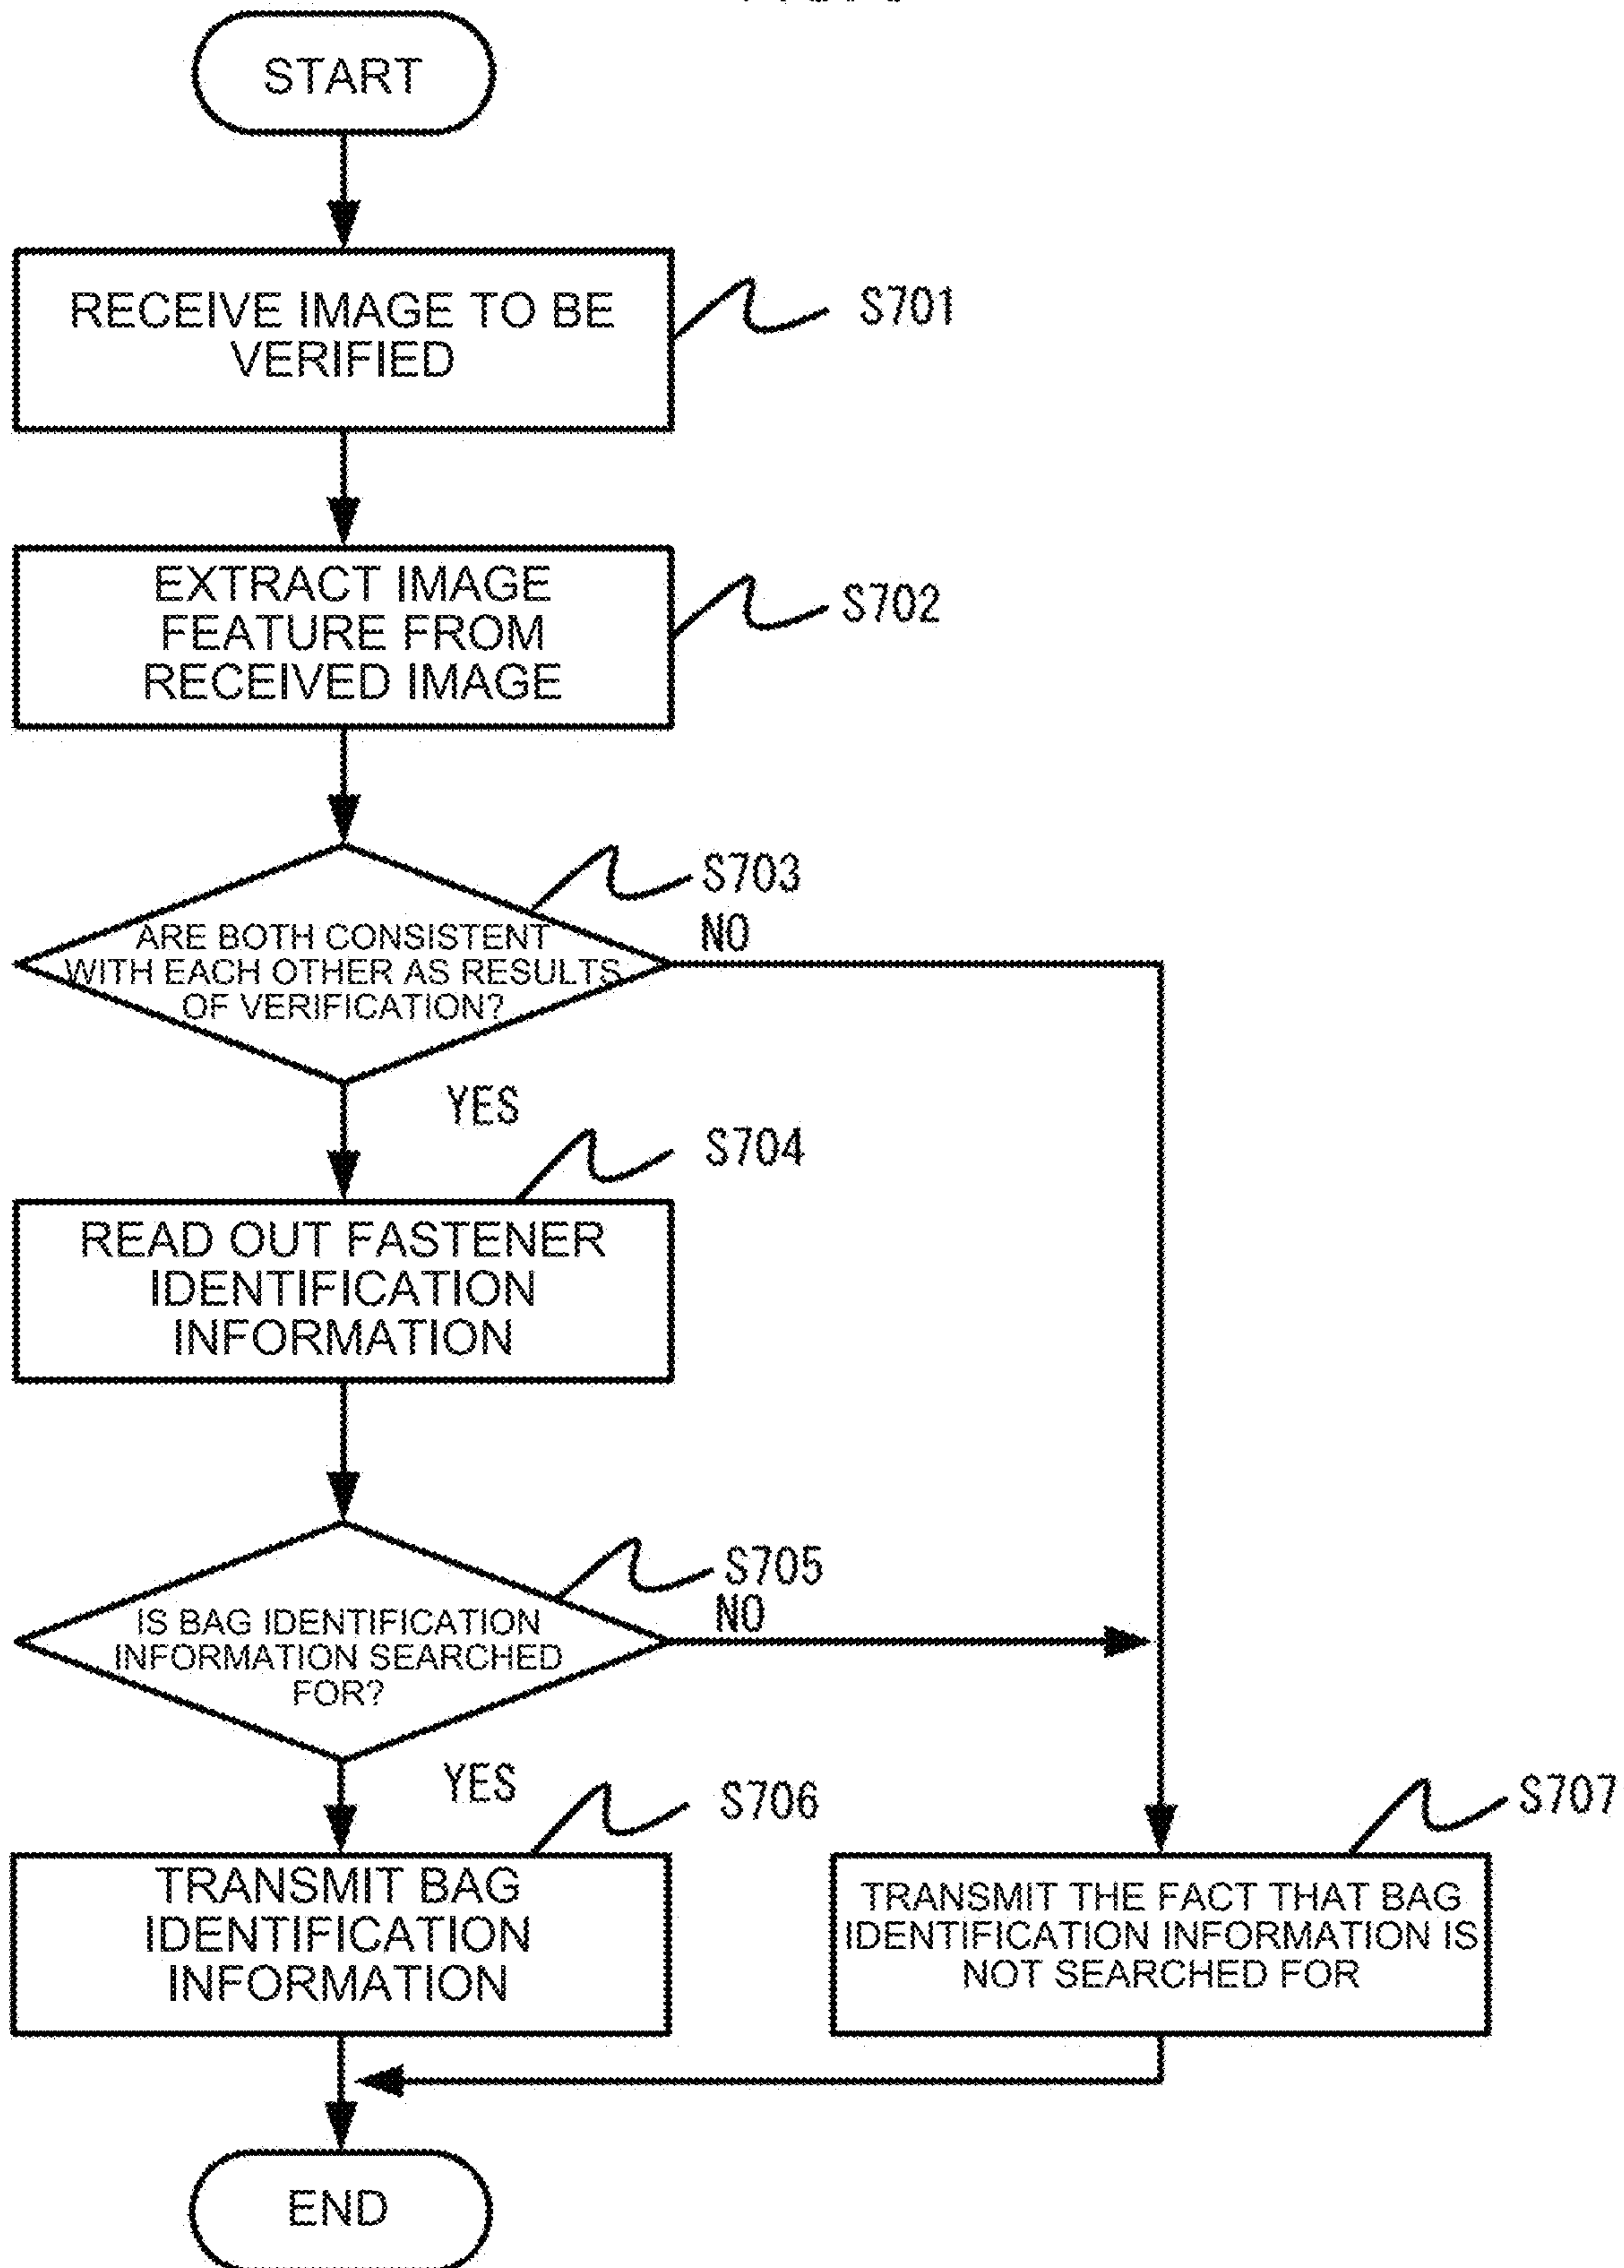 START
RECEIVE IMAGE TO BE
VERIFIED
S701
EXTRACT IMAGE
FEATURE FROM
RECEIVED IMAGE
S702
S703
NO
ARE BOTH CONSISTENT
WITH EACH OTHER AS RESULTS
OF VERIFICATION?
YES
S704
READ OUT FASTENER
IDENTIFICATION
INFORMATION
S705
NO
IS BAG IDENTIFICATION
INFORMATION SEARCHED
FOR?
YES
S706
TRANSMIT BAG
IDENTIFICATION
INFORMATION
S707
TRANSMIT THE FACT THAT BAG
IDENTIFICATION INFORMATION IS
NOT SEARCHED FOR
END